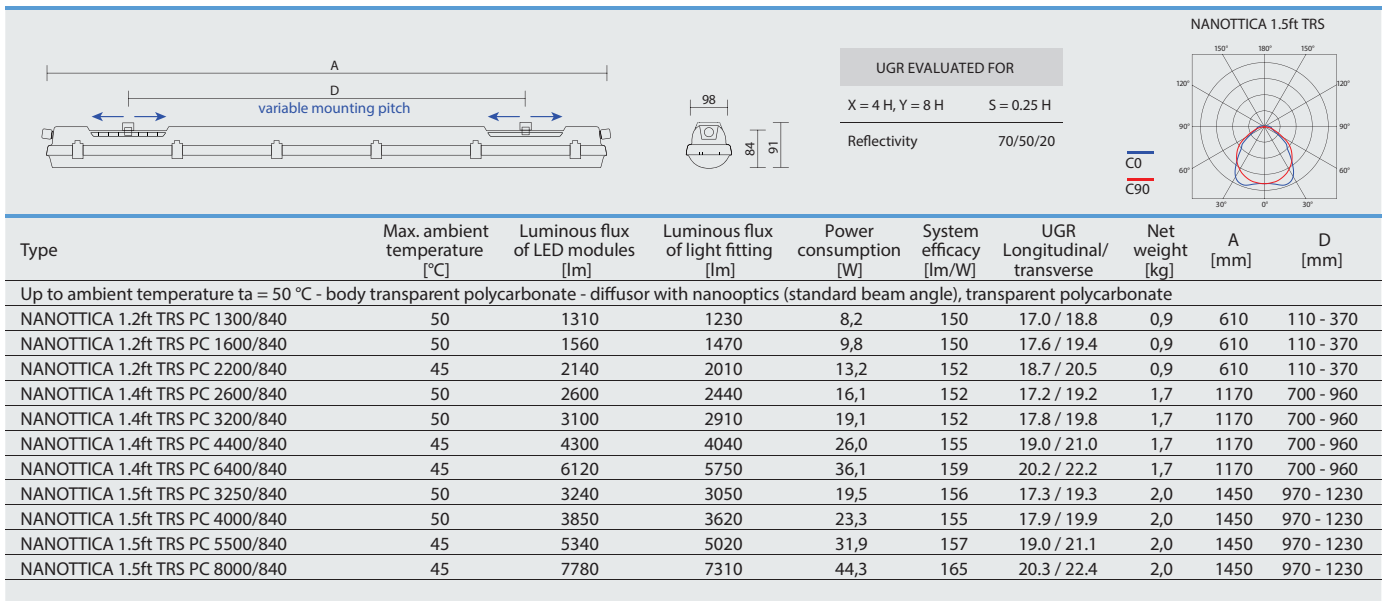 NANOTTICA 1.5ft TRS
150° 180° 150°
120° 120°
90° 90°
60° 60°
30° 0° 30°
C0
C90
A
D
variable mounting pitch
98
84
91
UGR EVALUATED FOR
X = 4 H, Y = 8 H S = 0.25 H
Reflectivity 70/50/20
Type Max. ambient temperature [°C] Luminous flux of LED modules [lm] Luminous flux of light fitting [lm] Power consumption [W] System efficacy [lm/W] UGR Longitudinal/ transverse Net weight [kg] A [mm] D [mm]
Up to ambient temperature ta = 50 °C - body transparent polycarbonate - diffusor with nanooptics (standard beam angle), transparent polycarbonate
NANOTTICA 1.2ft TRS PC 1300/840 50 1310 1230 8,2 150 17.0 / 18.8 0,9 610 110 - 370
NANOTTICA 1.2ft TRS PC 1600/840 50 1560 1470 9,8 150 17.6 / 19.4 0,9 610 110 - 370
NANOTTICA 1.2ft TRS PC 2200/840 45 2140 2010 13,2 152 18.7 / 20.5 0,9 610 110 - 370
NANOTTICA 1.4ft TRS PC 2600/840 50 2600 2440 16,1 152 17.2 / 19.2 1,7 1170 700 - 960
NANOTTICA 1.4ft TRS PC 3200/840 50 3100 2910 19,1 152 17.8 / 19.8 1,7 1170 700 - 960
NANOTTICA 1.4ft TRS PC 4400/840 45 4300 4040 26,0 155 19.0 / 21.0 1,7 1170 700 - 960
NANOTTICA 1.4ft TRS PC 6400/840 45 6120 5750 36,1 159 20.2 / 22.2 1,7 1170 700 - 960
NANOTTICA 1.5ft TRS PC 3250/840 50 3240 3050 19,5 156 17.3 / 19.3 2,0 1450 970 - 1230
NANOTTICA 1.5ft TRS PC 4000/840 50 3850 3620 23,3 155 17.9 / 19.9 2,0 1450 970 - 1230
NANOTTICA 1.5ft TRS PC 5500/840 45 5340 5020 31,9 157 19.0 / 21.1 2,0 1450 970 - 1230
NANOTTICA 1.5ft TRS PC 8000/840 45 7780 7310 44,3 165 20.3 / 22.4 2,0 1450 970 - 1230